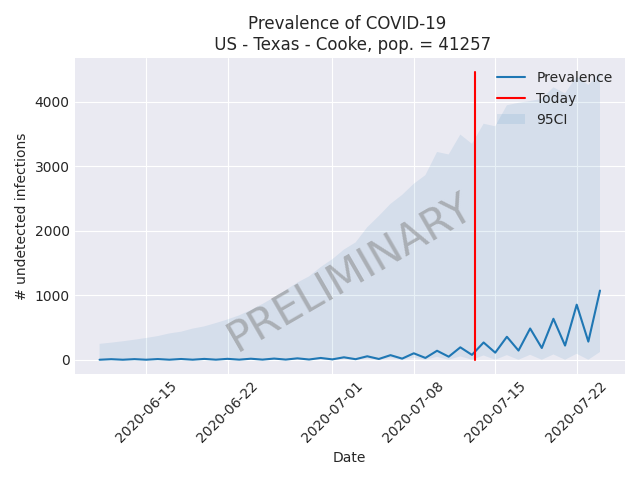 Prevalence of COVID-19
US - Texas - Cooke, pop. = 41257
Prevalence
Today
95CI
PRELIMINARY
# undetected infections
4000
3000
2000
1000
0
2020-06-15
2020-06-22
2020-07-01
2020-07-08
2020-07-15
2020-07-22
Date